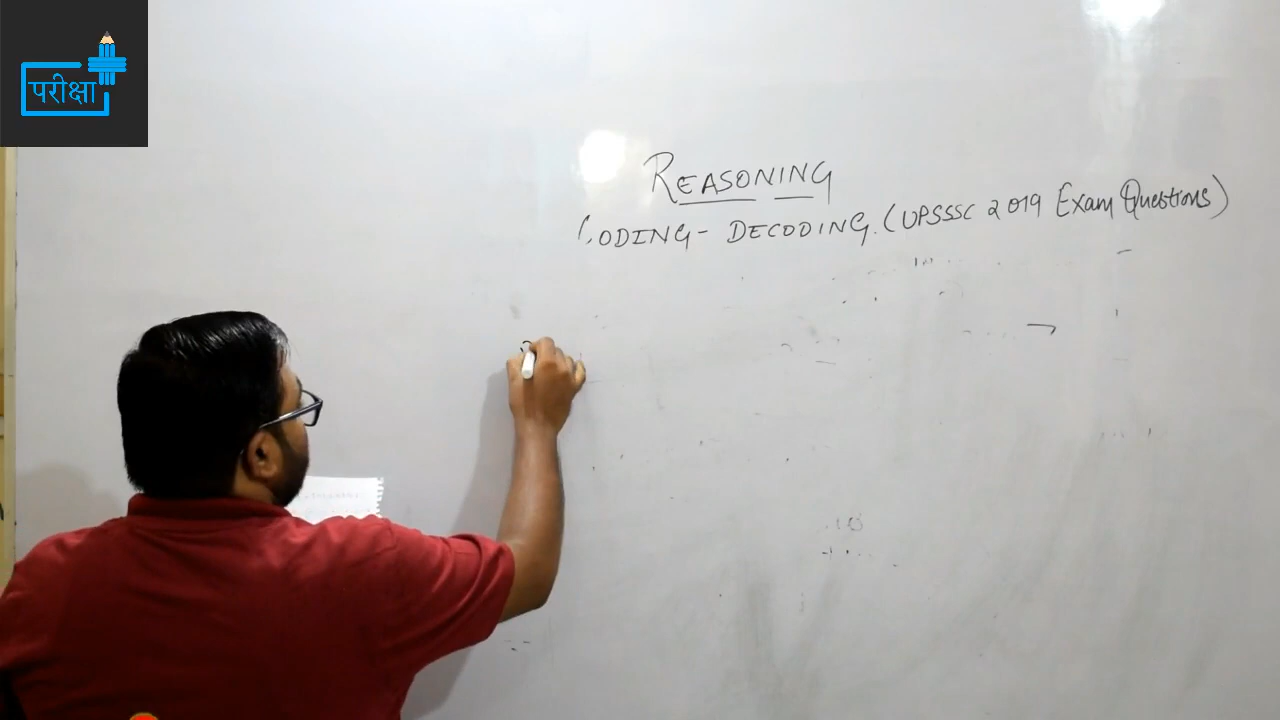 परीक्षा
REASONING
CODING - DECODING. (UPSSSC 2019 Exam Questions)